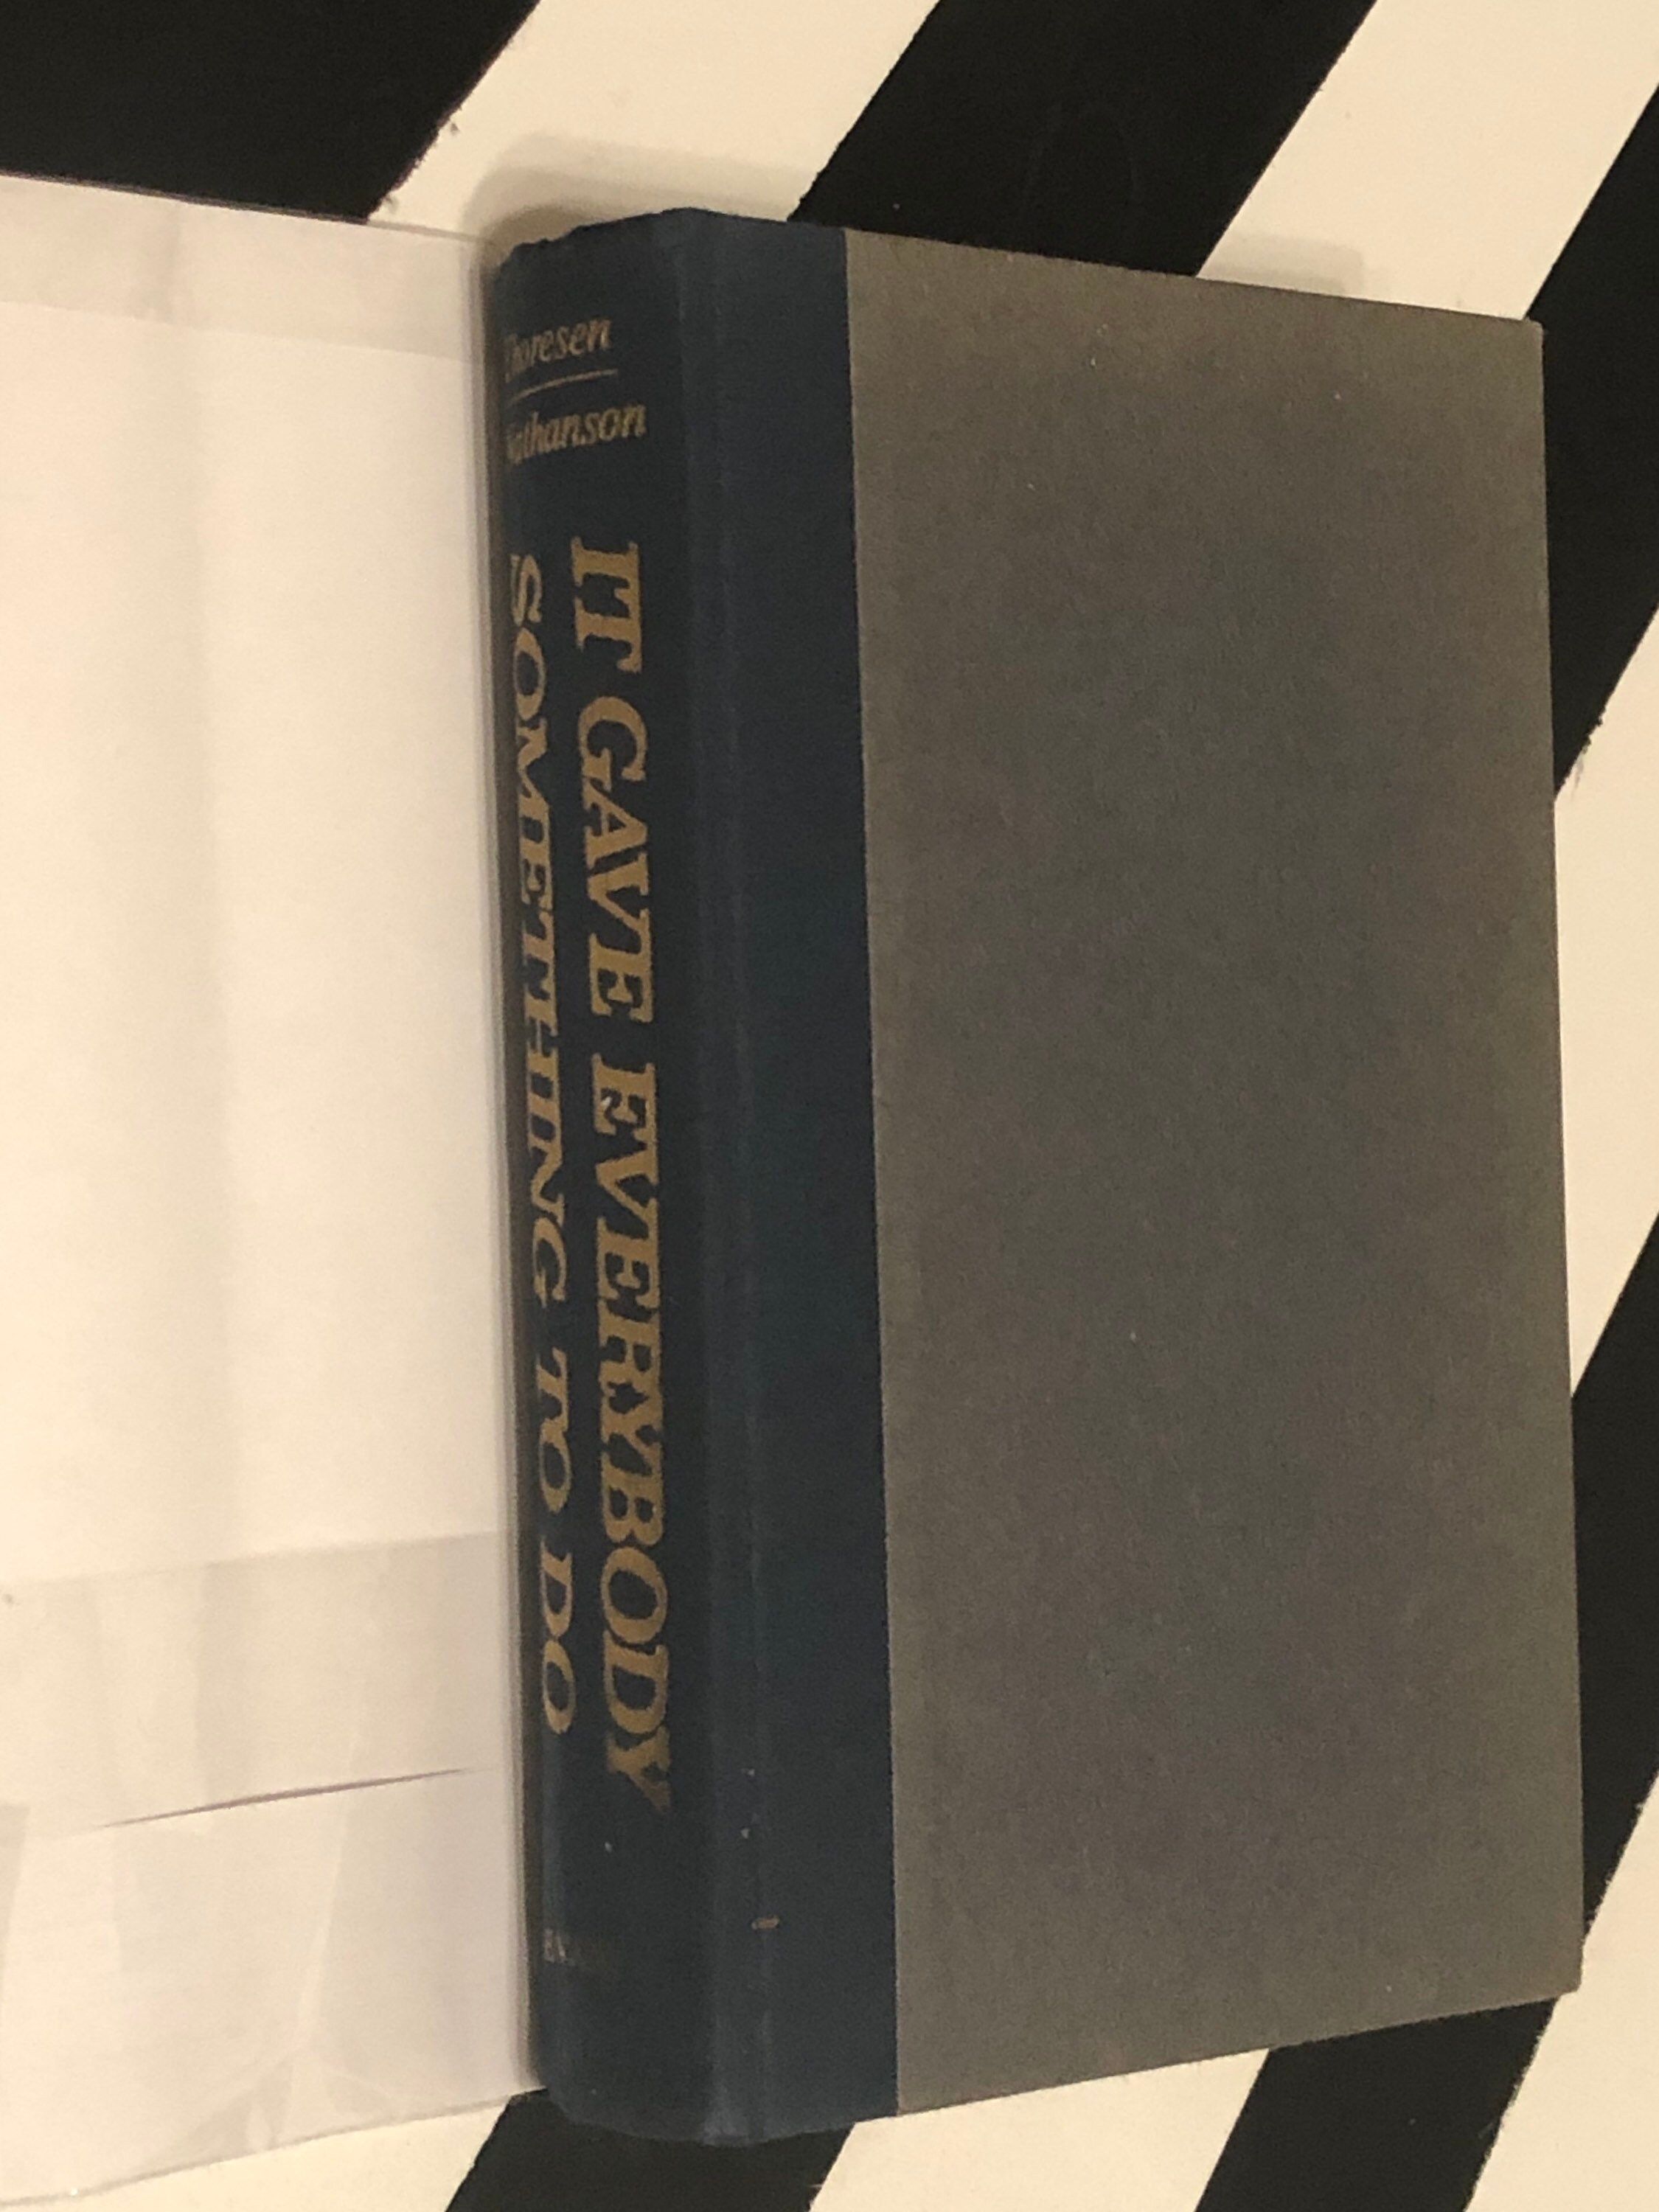 Thoresen
Nathanson
IT GAVE EVERYBODY
SOMETHING TO DO